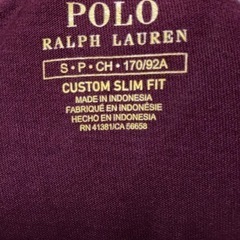 POLO
RALPH LAUREN
S • P • CH • 170/92A
CUSTOM SLIM FIT
MADE IN INDONESIA
FABRIQUÉ EN INDONÉSIE
HECHO EN INDONESIA
RN 41381/CA 56658